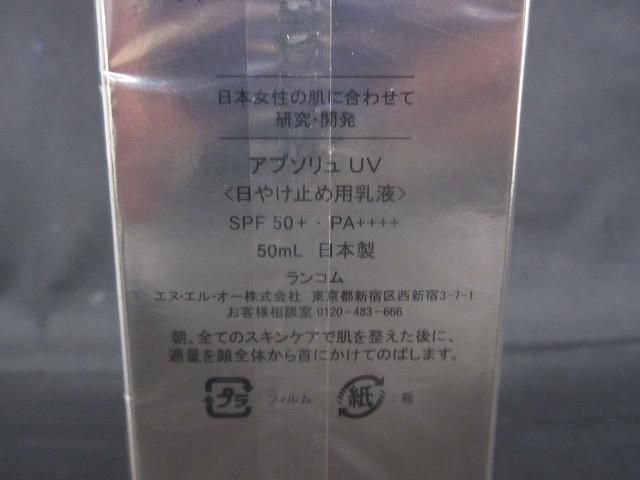 日本女性の肌に合わせて
研究・開発
アプソリュ UV
〈日やけ止め用乳液〉
SPF 50+ · PA++++
50mL 日本製
ランコム
エヌ・エル・オー株式会社 東京都新宿区西新宿3-7-1
お客様相談室 0120-483-666
朝、全てのスキンケアで肌を整えた後に、
適量を顔全体から首にかけてのばします。
プラ : フィルム 紙 : 箱